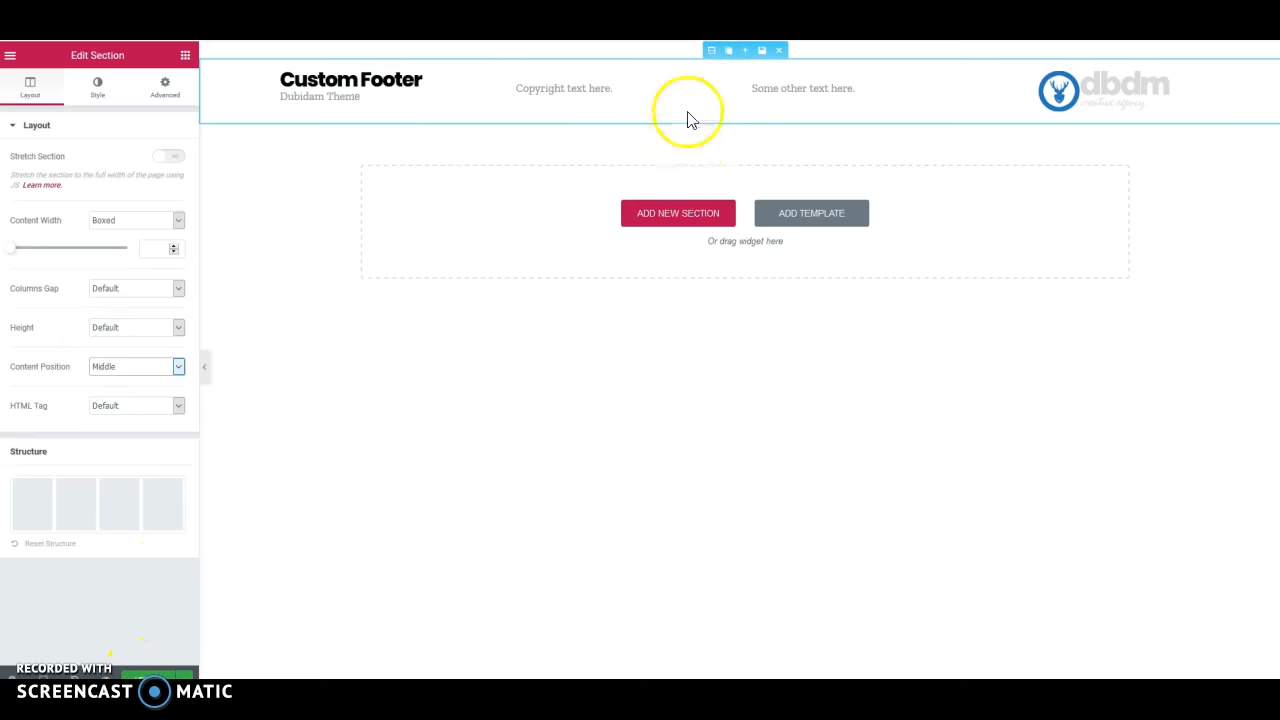 Edit Section
Layout
Style
Advanced
Layout
Stretch Section
NO
Stretch the section to the full width of the page using
JS. Learn more.
Content Width
Boxed
Columns Gap
Default
Height
Default
Content Position
Middle
HTML Tag
Default
Structure
Reset Structure
Custom Footer
Dubidam Theme
Copyright text here.
Some other text here.
dbdm
creative agency
ADD NEW SECTION
ADD TEMPLATE
Or drag widget here
RECORDED WITH
SCREENCAST MATIC